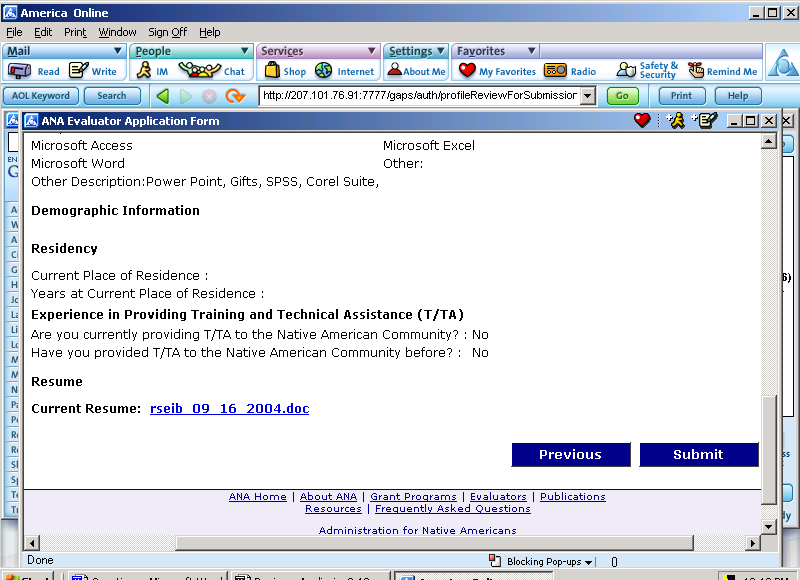 America Online
File Edit Print Window Sign Off Help
Mail People Services Settings Favorites
Read Write IM Chat Shop Internet About Me My Favorites Radio Safety & Security Remind Me
AOL Keyword Search http://207.101.76.91:7777/gaps/auth/profileReviewForSubmission Go Print Help
ANA Evaluator Application Form
Microsoft Access Microsoft Excel
Microsoft Word Other:
Other Description:Power Point, Gifts, SPSS, Corel Suite,
Demographic Information
Residency
Current Place of Residence :
Years at Current Place of Residence :
Experience in Providing Training and Technical Assistance (T/TA)
Are you currently providing T/TA to the Native American Community? : No
Have you provided T/TA to the Native American Community before? : No
Resume
Current Resume: rseib_09_16_2004.doc
Previous Submit
ANA Home | About ANA | Grant Programs | Evaluators | Publications
Resources | Frequently Asked Questions
Administration for Native Americans
Done Blocking Pop-ups 0